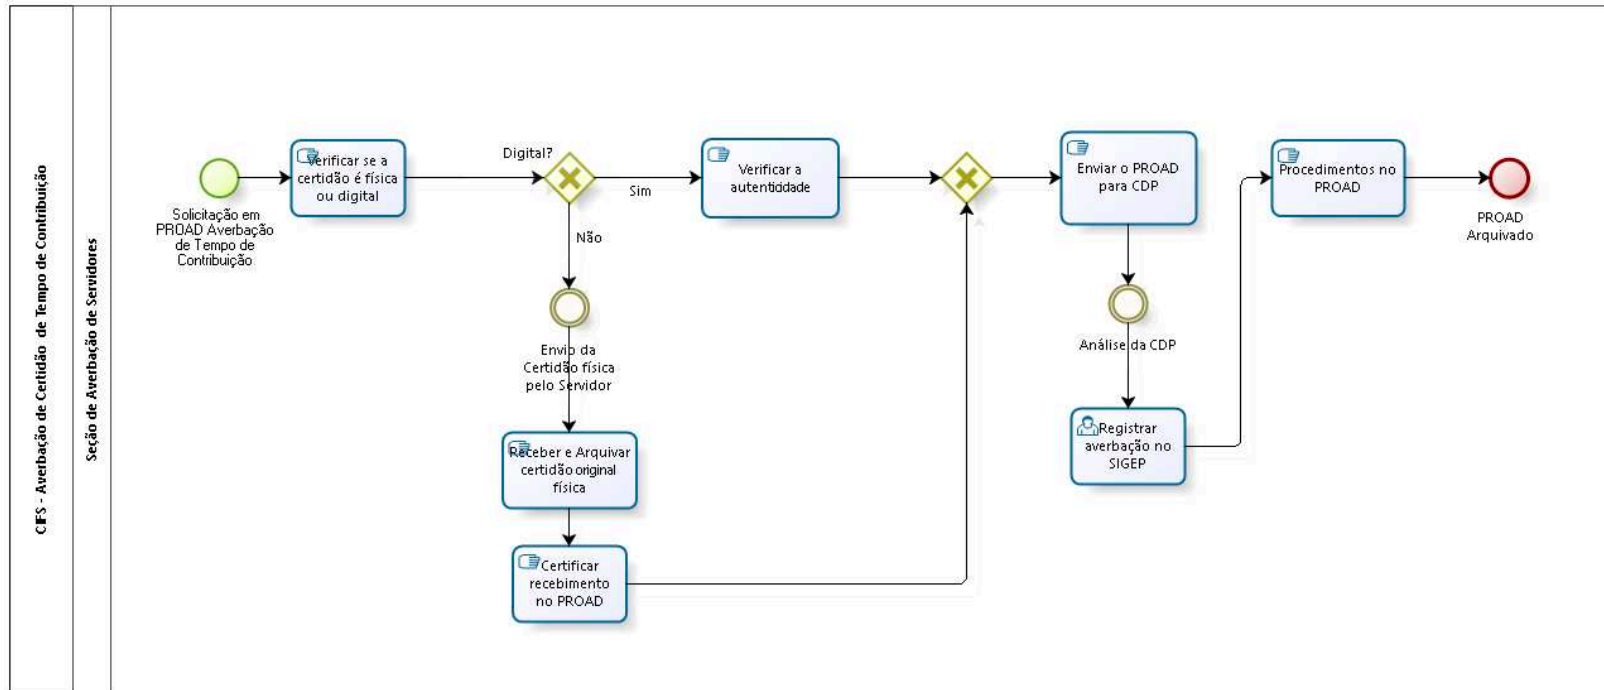 CIFS - Averbação de Certidão  de Tempo de Contribuição
Seção de Averbação de Servidores
Solicitação em
PROAD Averbação
de Tempo de
Contribuição
Verificar se a
certidão é física
ou digital
Digital?
Sim
Não
Verificar a
autenticidade
Envio da
Certidão física
pelo Servidor
Receber e Arquivar
certidão original
física
Certificar
recebimento
no PROAD
Enviar o PROAD
para CDP
Análise da CDP
Registrar
averbação no
SIGEP
Procedimentos no
PROAD
PROAD
Arquivado